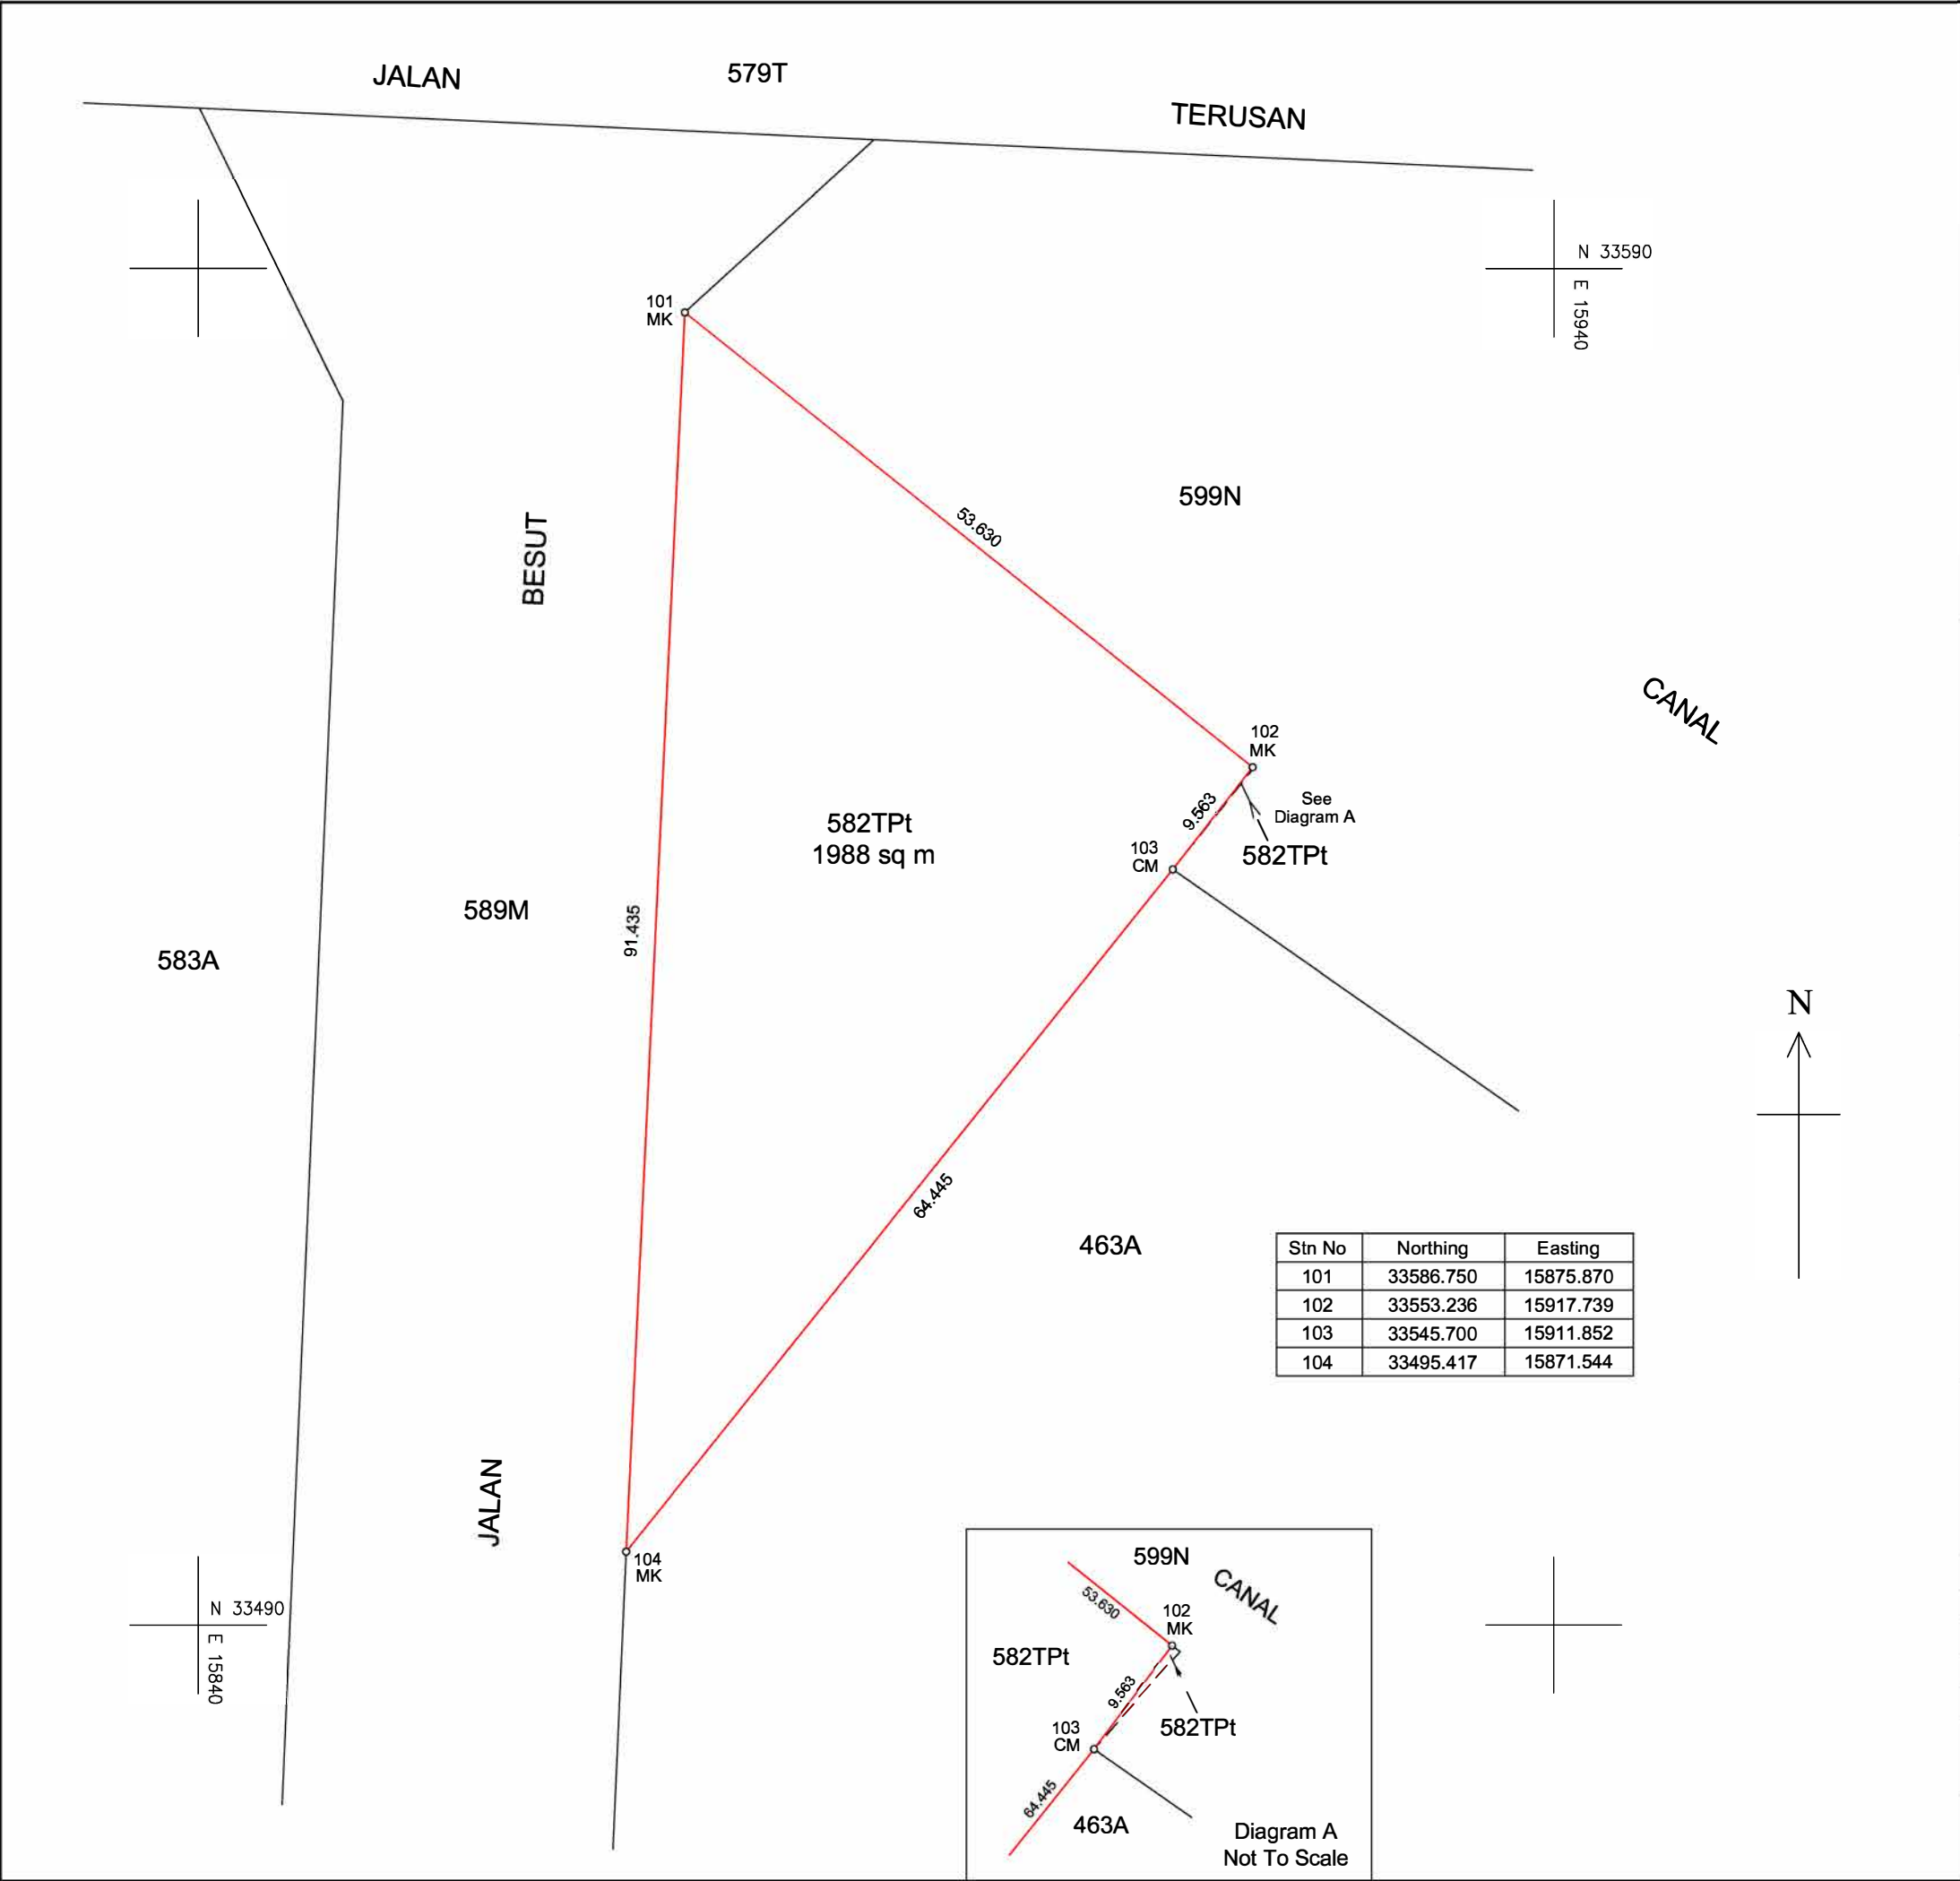 JALAN
579T
TERUSAN
N 33590
E 15940
101
MK
53.630
599N
BESUT
CANAL
102
MK
See
Diagram A
9.563
582TPt
1988 sq m
103
CM
582TPt
589M
91.435
583A
N
64.445
463A
Stn No Northing Easting
101 33586.750 15875.870
102 33553.236 15917.739
103 33545.700 15911.852
104 33495.417 15871.544
JALAN
104
MK
N 33490
E 15840
599N
CANAL
53.630
102
MK
582TPt
9.563
582TPt
103
CM
64.445
463A
Diagram A
Not To Scale